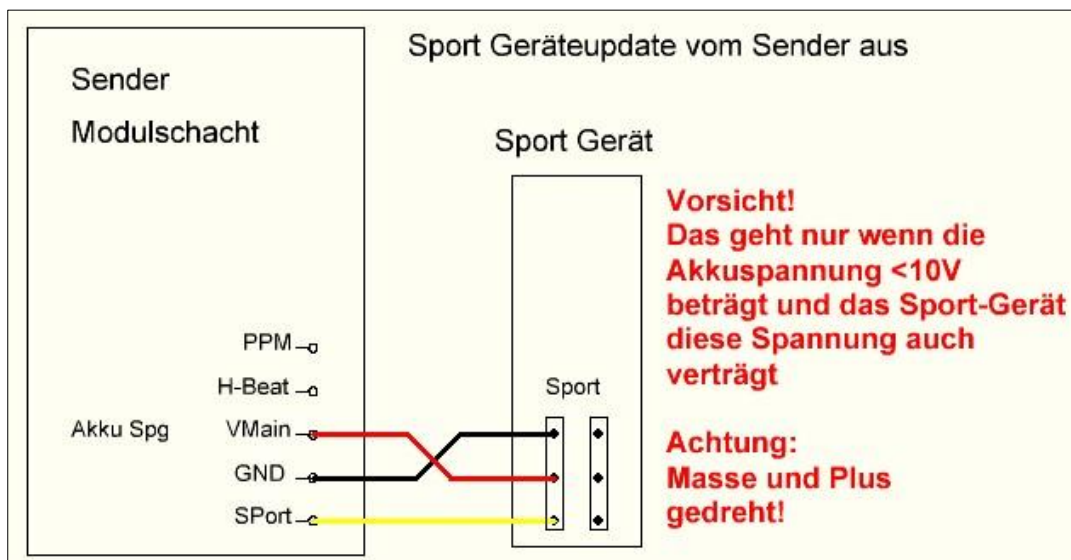 Sport Geräteupdate vom Sender aus
Sender
Modulschacht
Sport Gerät
Vorsicht!
Das geht nur wenn die
Akkuspannung <10V
beträgt und das Sport-Gerät
diese Spannung auch
verträgt
PPM
H-Beat
Akku Spg VMain
GND
SPort
Sport
Achtung:
Masse und Plus
gedreht!